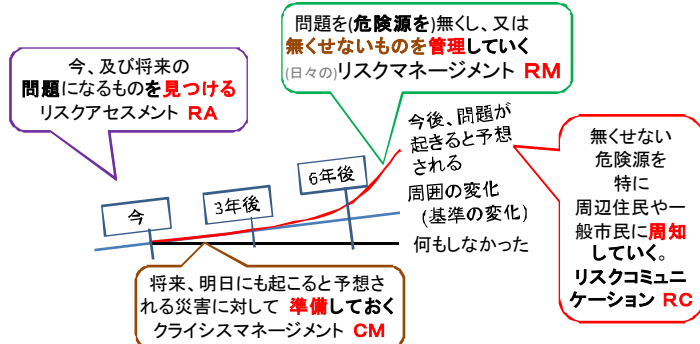 問題を(危険源を)無くし、又は
無くせないものを管理していく
(日々の)リスクマネージメント RM
今、及び将来の
問題になるものを見つける
リスクアセスメント RA
今後、問題が
起きると予想
される
無くせない
危険源を
特に
周辺住民や一
般市民に周知
していく。
リスクコミュニ
ケーション RC
6年後
3年後
今
周囲の変化
(基準の変化)
何もしなかった
将来、明日にも起こると予想さ
れる災害に対して 準備しておく
クライシスマネージメント CM